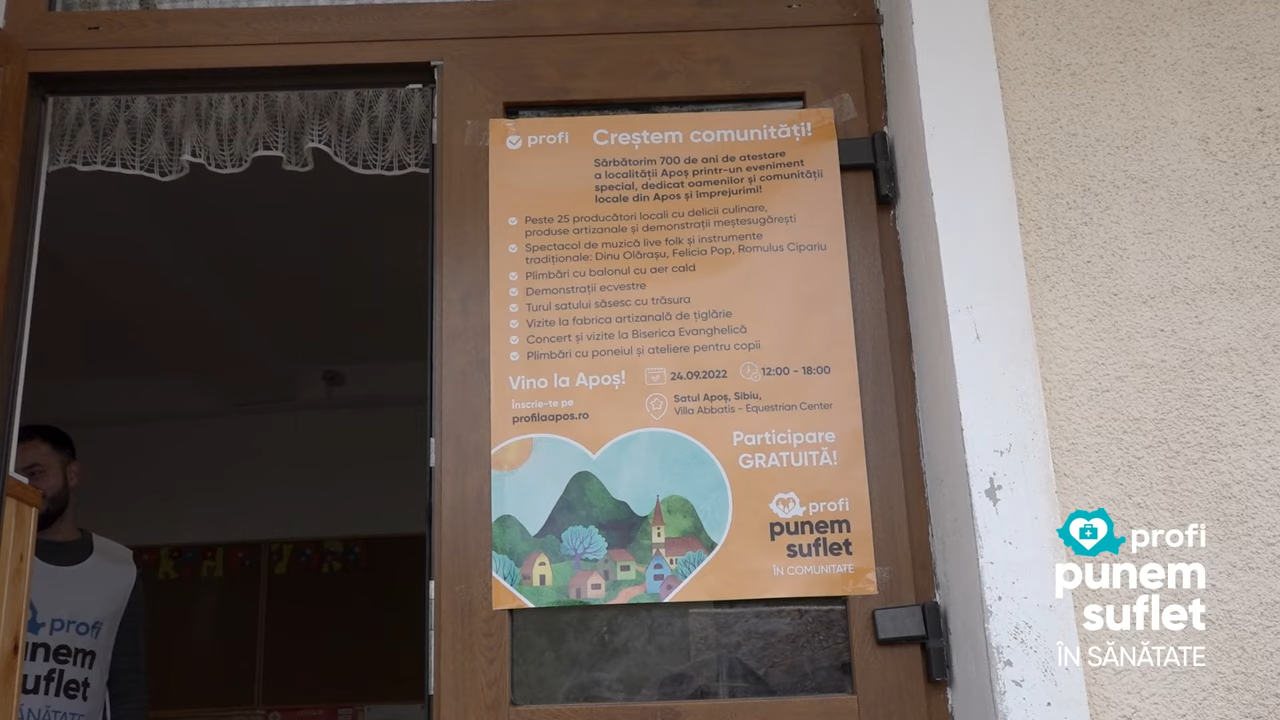 profi
Creștem comunități!
Sărbătorim 700 de ani de atestare
a localității Apoș printr-un eveniment
special, dedicat oamenilor și comunității
locale din Apos și împrejurimi!
Peste 25 producători locali cu delicii culinare,
produse artizanale și demonstrații meștesugărești
Spectacol de muzică live folk și instrumente
tradiționale: Dinu Olărașu, Felicia Pop, Romulus Cipariu
Plimbări cu balonul cu aer cald
Demonstrații ecvestre
Turul satului săsesc cu trăsura
Vizite la fabrica artizanală de țiglărie
Concert și vizite la Biserica Evanghelică
Plimbări cu poneiul și ateliere pentru copii
Vino la Apoș!
24.09.2022
12:00 - 18:00
Înscrie-te pe
profilaapos.ro
Satul Apoș, Sibiu,
Villa Abbatis - Equestrian Center
Participare
GRATUITĂ!
profi
punem
suflet
ÎN COMUNITATE
profi
punem
suflet
ÎN SĂNĂTATE
profi
unem
uflet
SĂNĂTATE